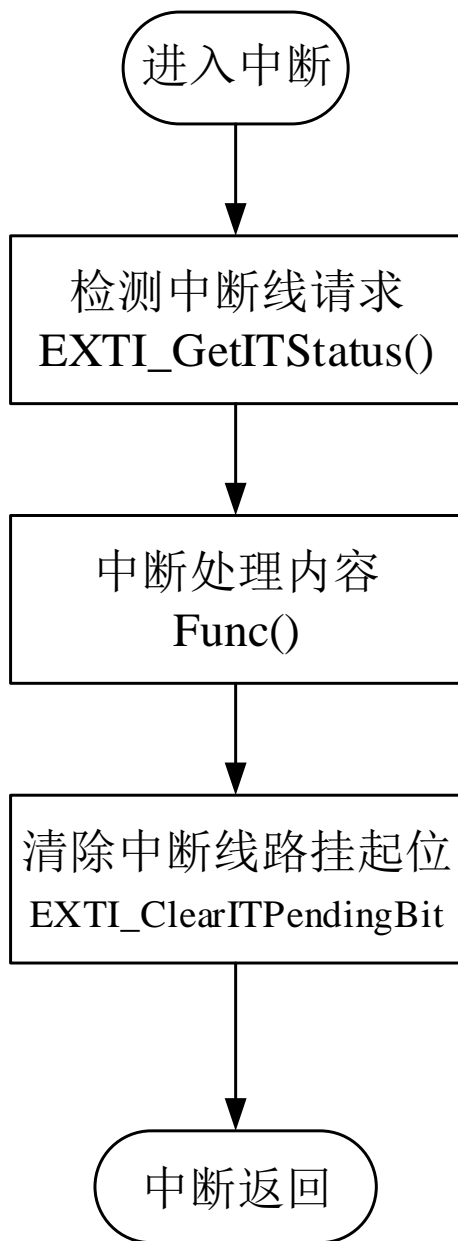 进入中断
检测中断线请求
EXTI_GetITStatus()
中断处理内容
Func()
清除中断线路挂起位
EXTI_ClearITPendingBit
中断返回